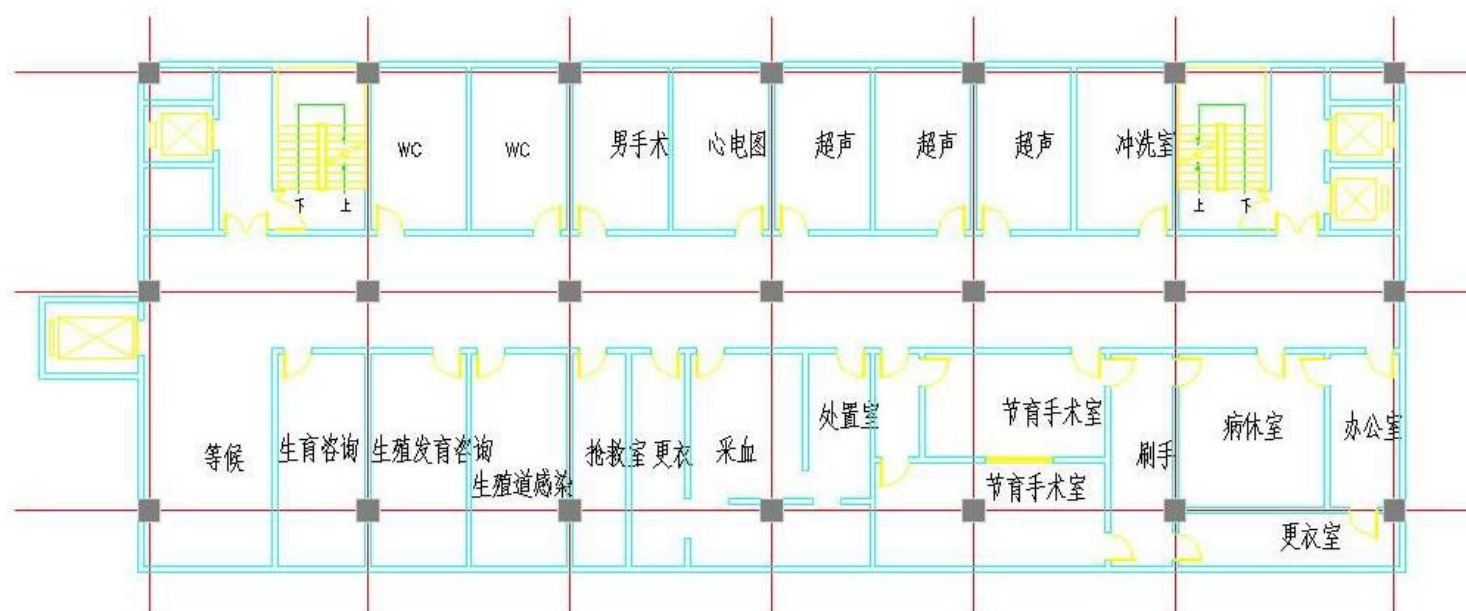 WC
WC
男手术
心电图
超声
超声
超声
冲洗室
下
上
上
下
等候
生育咨询
生殖发育咨询
生殖道感染
抢救室
更衣
采血
处置室
节育手术室
节育手术室
刷手
病休室
办公室
更衣室